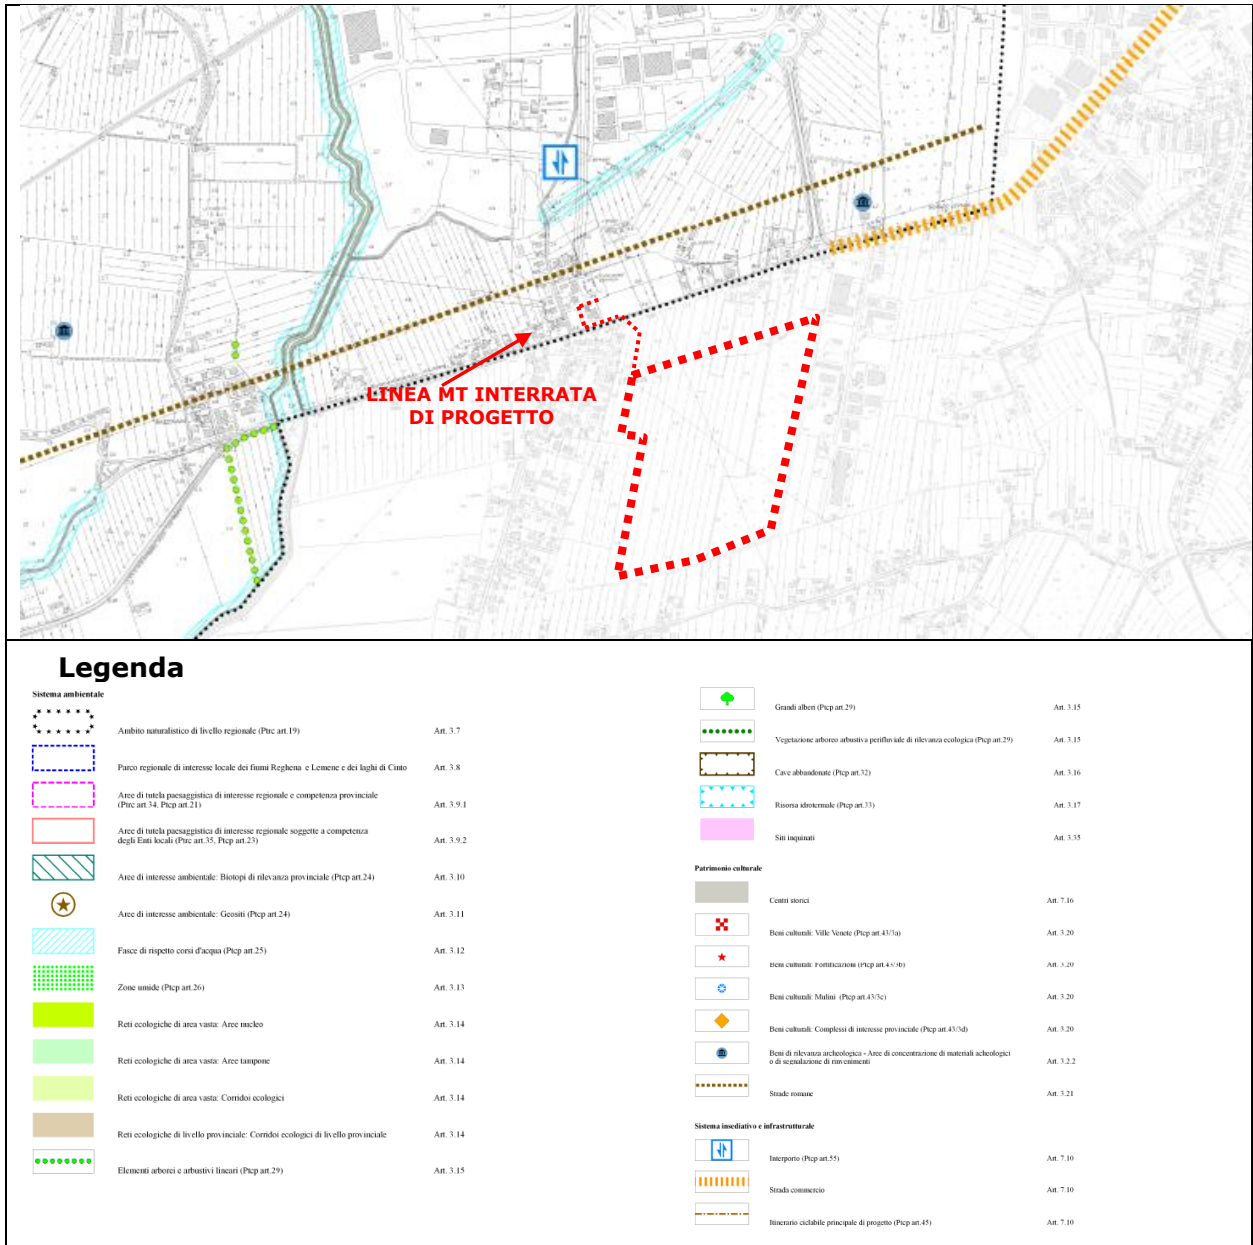 LINEA MT INTERRATA
DI PROGETTO
Legenda
Sistema ambientale
Ambito naturalistico di livello regionale (Ptrc art.19) Art. 3.7
Parco regionale di interesse locale dei fiumi Reghena e Lemene e dei laghi di Cinto Art. 3.8
Aree di tutela paesaggistica di interesse regionale e competenza provinciale
(Ptrc art.34, Ptcp art.21) Art. 3.9.1
Aree di tutela paesaggistica di interesse regionale soggette a competenza
degli Enti locali (Ptrc art.35, Ptcp art.23) Art. 3.9.2
Aree di interesse ambientale: Biotopi di rilevanza provinciale (Ptcp art.24) Art. 3.10
Aree di interesse ambientale: Geositi (Ptcp art.24) Art. 3.11
Fasce di rispetto corsi d'acqua (Ptcp art.25) Art. 3.12
Zone umide (Ptcp art.26) Art. 3.13
Reti ecologiche di area vasta: Aree nucleo Art. 3.14
Reti ecologiche di area vasta: Aree tampone Art. 3.14
Reti ecologiche di area vasta: Corridoi ecologici Art. 3.14
Reti ecologiche di livello provinciale: Corridoi ecologici di livello provinciale Art. 3.14
Elementi arborei e arbustivi lineari (Ptcp art.29) Art. 3.15
Grandi alberi (Ptcp art.29) Art. 3.15
Vegetazione arboreo arbustiva perifluviale di rilevanza ecologica (Ptcp art.29) Art. 3.15
Cave abbandonate (Ptcp art.32) Art. 3.16
Risorsa idrotermale (Ptcp art.33) Art. 3.17
Siti inquinati Art. 3.35
Patrimonio culturale
Centri storici Art. 7.16
Beni culturali: Ville Venete (Ptcp art.43/3a) Art. 3.20
Beni culturali: Fortificazioni (Ptcp art.43/3b) Art. 3.20
Beni culturali: Mulini (Ptcp art.43/3c) Art. 3.20
Beni culturali: Complessi di interesse provinciale (Ptcp art.43/3d) Art. 3.20
Beni di rilevanza archeologica - Aree di concentrazione di materiali acheologici
o di segnalazione di rinvenimenti Art. 3.2.2
Strade romane Art. 3.21
Sistema insediativo e infrastrutturale
Interporto (Ptcp art.55) Art. 7.10
Strada commercio Art. 7.10
Itinerario ciclabile principale di progetto (Ptcp art.45) Art. 7.10